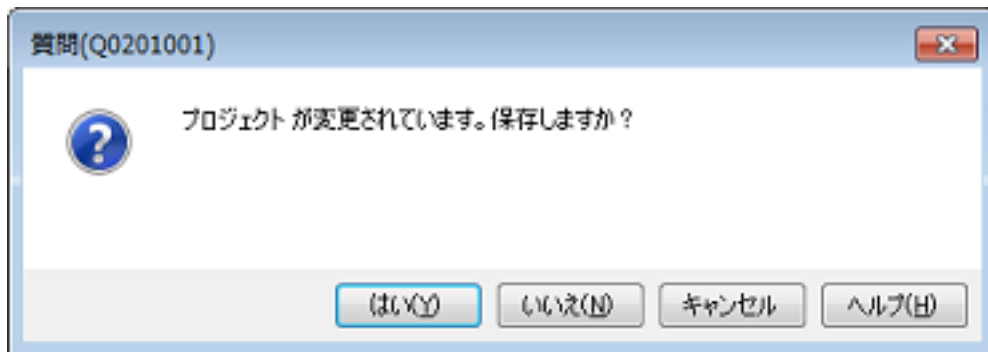 質問(Q0201001)
プロジェクト が変更されています。保存しますか？
はい(Y)
いいえ(N)
キャンセル
ヘルプ(H)